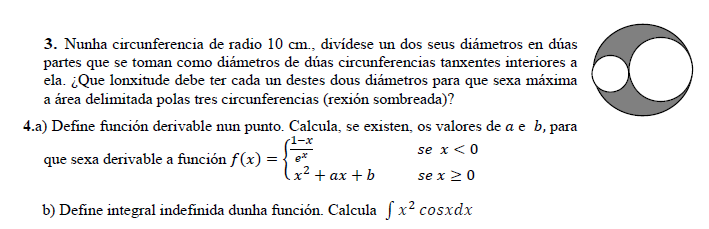 3. Nunha circunferencia de radio 10 cm., divídese un dos seus diámetros en dúas
partes que se toman como diámetros de dúas circunferencias tanxentes interiores a
ela. ¿Que lonxitude debe ter cada un destes dous diámetros para que sexa máxima
a área delimitada polas tres circunferencias (rexión sombreada)?
4.a) Define función derivable nun punto. Calcula, se existen, os valores de a e b, para
que sexa derivable a función f(x) = { (1−x)/eˣ se x < 0
x² + ax + b se x ≥ 0
b) Define integral indefinida dunha función. Calcula ∫ x² cosxdx